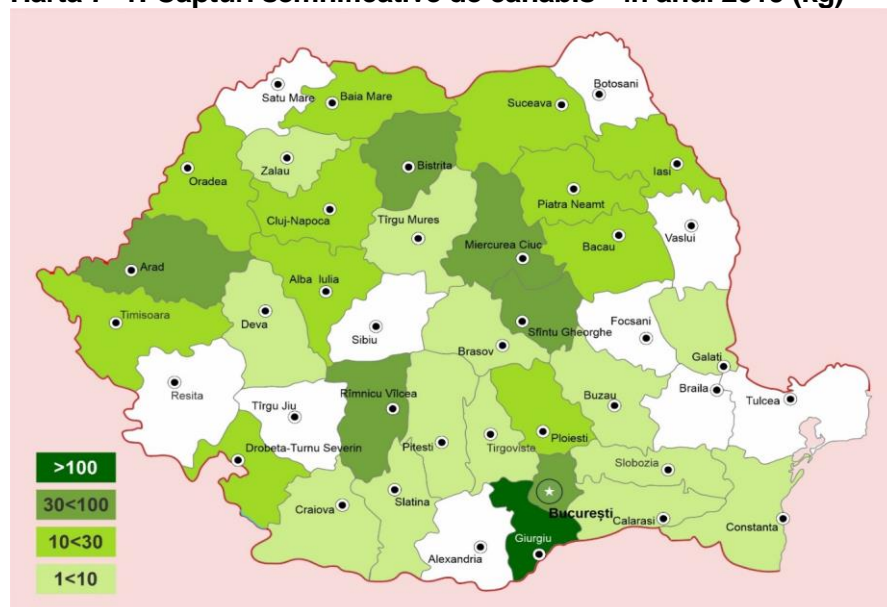 Satu Mare
Baia Mare
Botosani
Suceava
Zalau
Bistrita
Iasi
Oradea
Cluj-Napoca
Tîrgu Mures
Piatra Neamt
Miercurea Ciuc
Bacau
Vaslui
Arad
Alba Iulia
Timisoara
Deva
Sibiu
Sfîntu Gheorghe
Focsani
Brasov
Galati
Resita
Rîmnicu Vîlcea
Tîrgu Jiu
Buzau
Braila
Tulcea
Drobeta-Turnu Severin
Pitesti
Tirgoviste
Ploiesti
Slobozia
Craiova
Slatina
București
Calarasi
Constanta
Giurgiu
Alexandria
>100
30<100
10<30
1<10